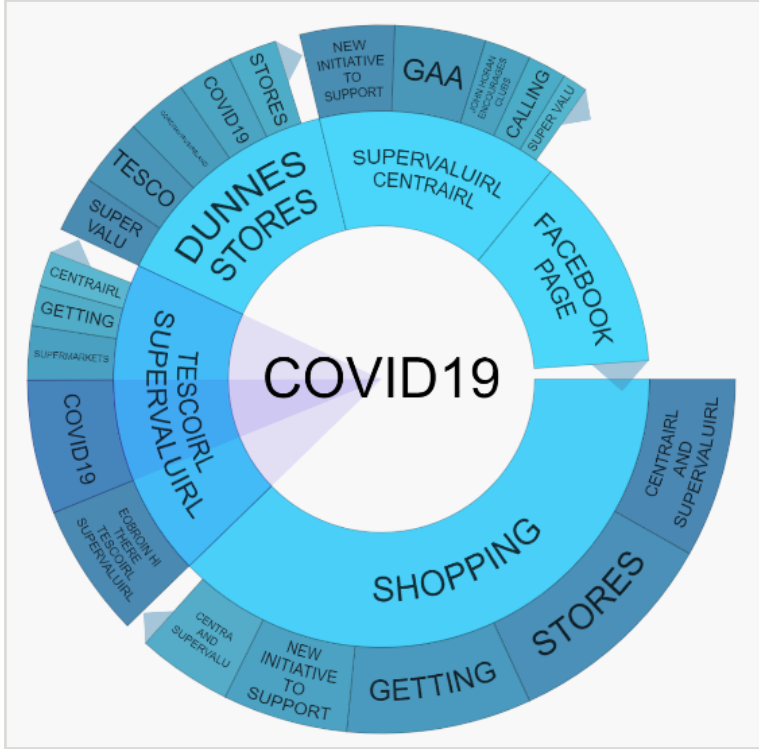 COVID19
SUPERVALUIRL
CENTRAIRL
NEW
INITIATIVE
TO
SUPPORT
GAA
JOHN HORAN
ENCOURAGES
CLUBS
CALLING
SUPER VALU
FACEBOOK
PAGE
SHOPPING
CENTRAIRL
AND
SUPERVALUIRL
STORES
GETTING
NEW
INITIATIVE
TO
SUPPORT
CENTRA
AND
SUPERVALU
TESCOIRL
SUPERVALUIRL
EOBROIN HI
THERE
TESCOIRL
SUPERVALUIRL
COVID19
SUPERMARKETS
GETTING
CENTRAIRL
DUNNES
STORES
SUPER
VALU
TESCO
COVID19
STORES